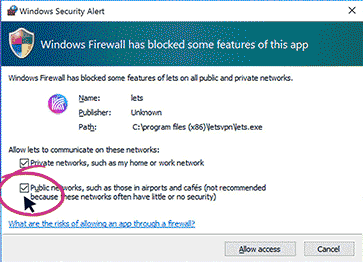 Windows Security Alert
Windows Firewall has blocked some features of this app
Windows Firewall has blocked some features of lets on all public and private networks.
Name: lets
Publisher: Unknown
Path: C:\program files (x86)\letsvpn\lets.exe
Allow lets to communicate on these networks:
Private networks, such as my home or work network
Public networks, such as those in airports and cafés (not recommended
because these networks often have little or no security)
What are the risks of allowing an app through a firewall?
Allow access Cancel